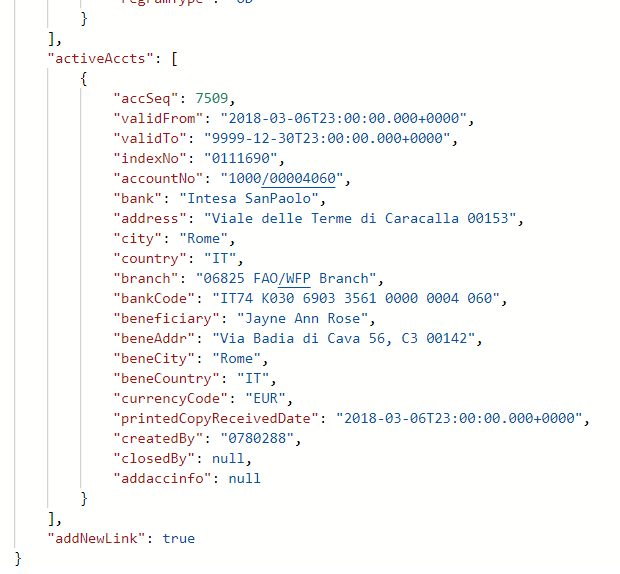 }
],
"activeAccts": [
{
"accSeq": 7509,
"validFrom": "2018-03-06T23:00:00.000+0000",
"validTo": "9999-12-30T23:00:00.000+0000",
"indexNo": "0111690",
"accountNo": "1000/00004060",
"bank": "Intesa SanPaolo",
"address": "Viale delle Terme di Caracalla 00153",
"city": "Rome",
"country": "IT",
"branch": "06825 FAO/WFP Branch",
"bankCode": "IT74 K030 6903 3561 0000 0004 060",
"beneficiary": "Jayne Ann Rose",
"beneAddr": "Via Badia di Cava 56, C3 00142",
"beneCity": "Rome",
"beneCountry": "IT",
"currencyCode": "EUR",
"printedCopyReceivedDate": "2018-03-06T23:00:00.000+0000",
"createdBy": "0780288",
"closedBy": null,
"addaccinfo": null
}
],
"addNewLink": true
}